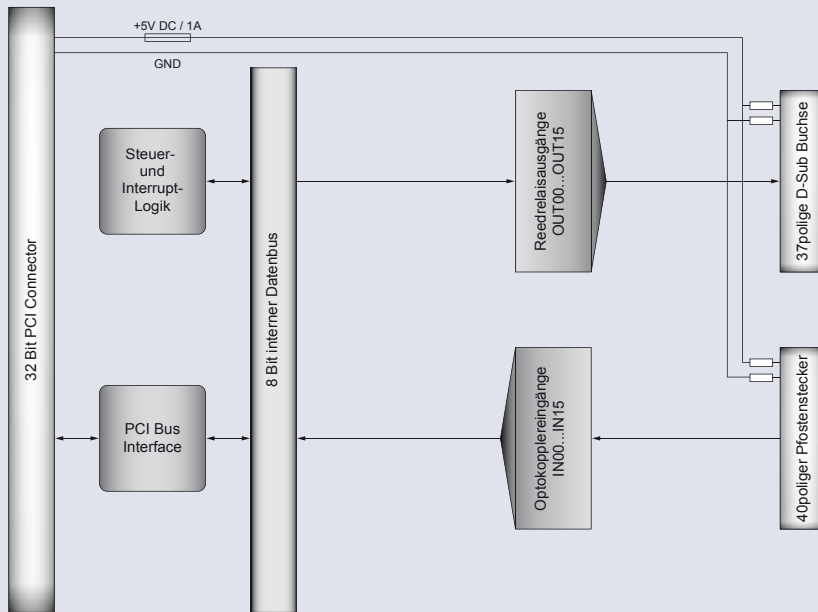 +5V DC / 1A
GND
32 Bit PCI Connector
Steuer-
und
Interrupt-
Logik
PCI Bus
Interface
8 Bit interner Datenbus
Reedrelaisausgänge
OUT00...OUT15
Optokopplereingänge
IN00...IN15
37polige D-Sub Buchse
40poliger Pfostenstecker